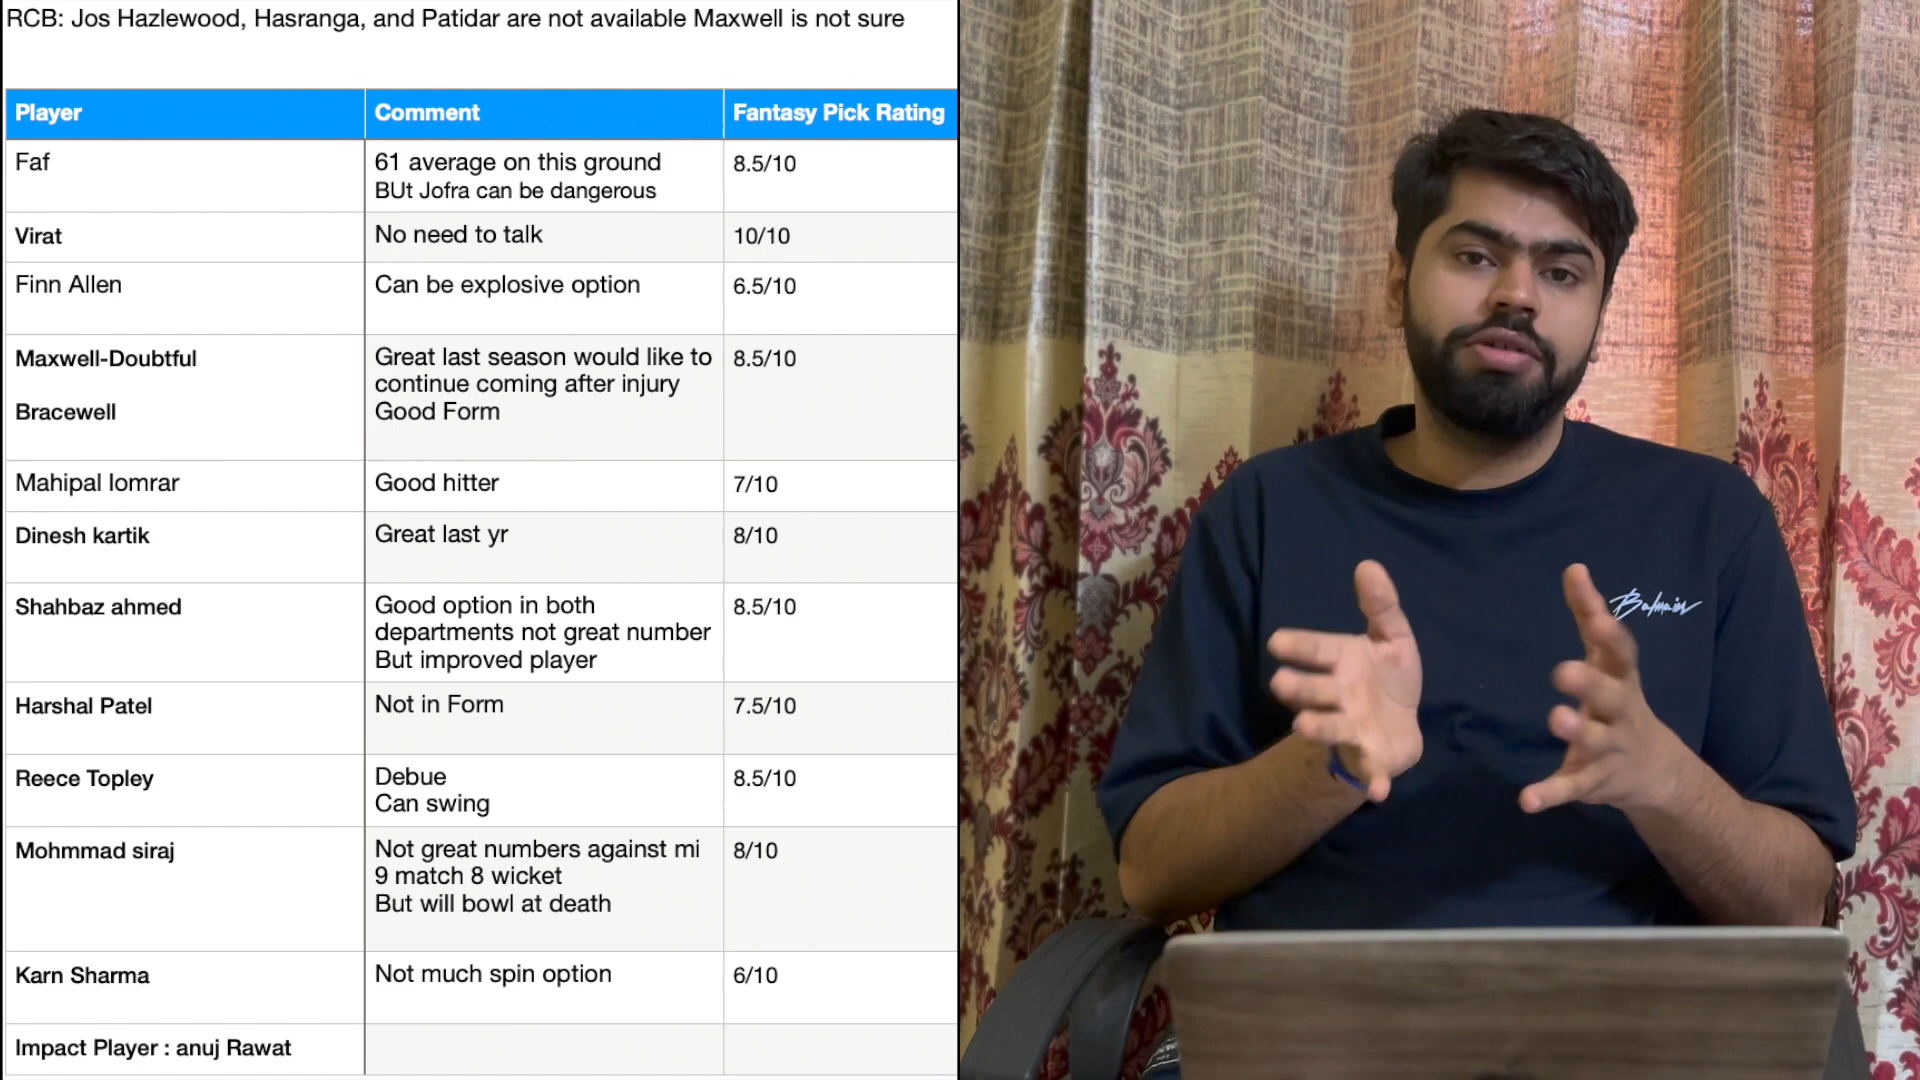 RCB: Jos Hazlewood, Hasranga, and Patidar are not available Maxwell is not sure
Player Comment Fantasy Pick Rating
Faf 61 average on this ground 8.5/10
BUt Jofra can be dangerous
Virat No need to talk 10/10
Finn Allen Can be explosive option 6.5/10
Maxwell-Doubtful Great last season would like to 8.5/10
continue coming after injury
Bracewell Good Form
Mahipal lomrar Good hitter 7/10
Dinesh kartik Great last yr 8/10
Shahbaz ahmed Good option in both 8.5/10
departments not great number
But improved player
Harshal Patel Not in Form 7.5/10
Reece Topley Debue 8.5/10
Can swing
Mohmmad siraj Not great numbers against mi 8/10
9 match 8 wicket
But will bowl at death
Karn Sharma Not much spin option 6/10
Impact Player : anuj Rawat
Balmain